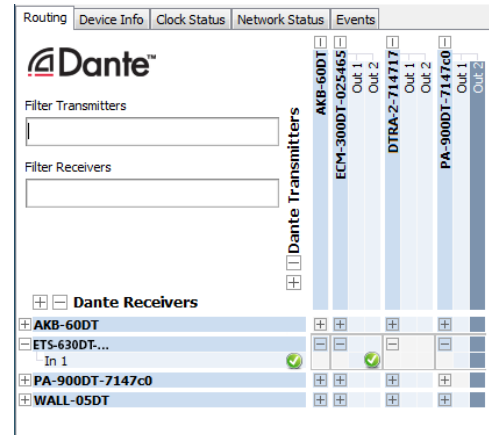 Routing Device Info Clock Status Network Status Events
Dante™
Filter Transmitters
Filter Receivers
Dante Transmitters
AKB-60DT
ECM-300DT-025465
Out 1
Out 2
DTRA-2-714717
Out 1
Out 2
PA-900DT-7147c0
Out 1
Out 2
Dante Receivers
AKB-60DT
ETS-630DT-...
In 1
PA-900DT-7147c0
WALL-05DT